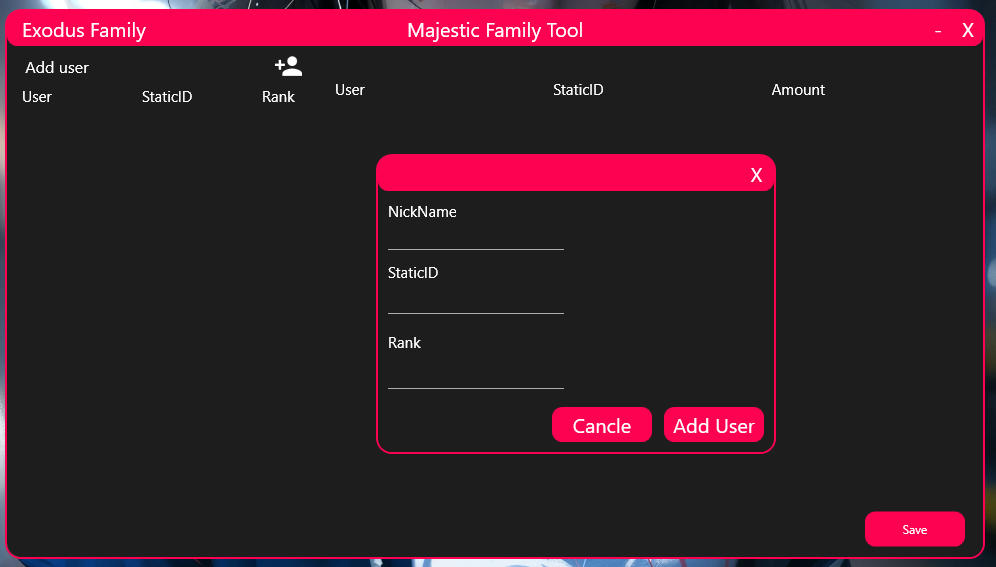 Exodus Family Majestic Family Tool - X
Add user
User StaticID Rank User StaticID Amount
X
NickName
StaticID
Rank
Cancle Add User
Save